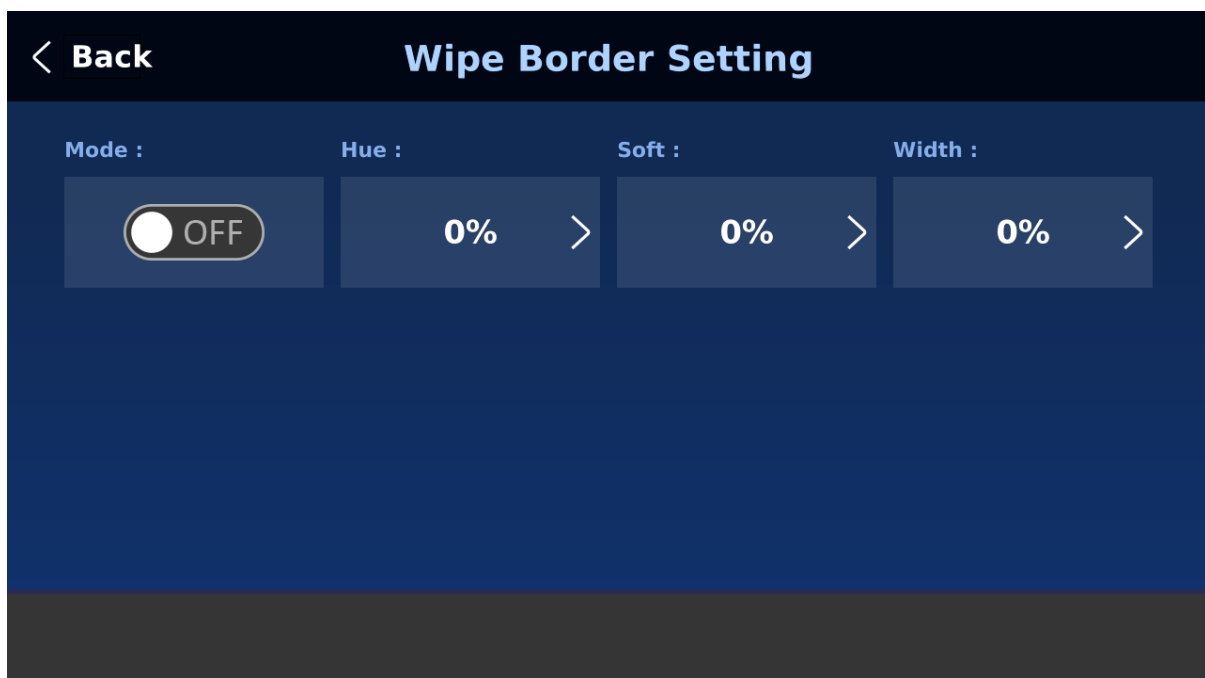 Back
Wipe Border Setting
Mode :
Hue :
Soft :
Width :
OFF
0%
0%
0%